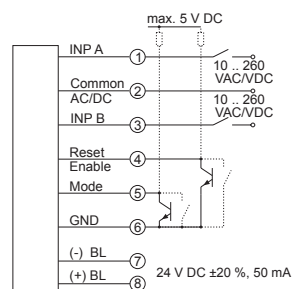 max. 5 V DC
INP A
1
10 .. 260
VAC/VDC
Common
AC/DC
2
10 .. 260
VAC/VDC
INP B
3
Reset
Enable
4
Mode
5
GND
6
(-) BL
7
(+) BL
8
24 V DC ±20 %, 50 mA